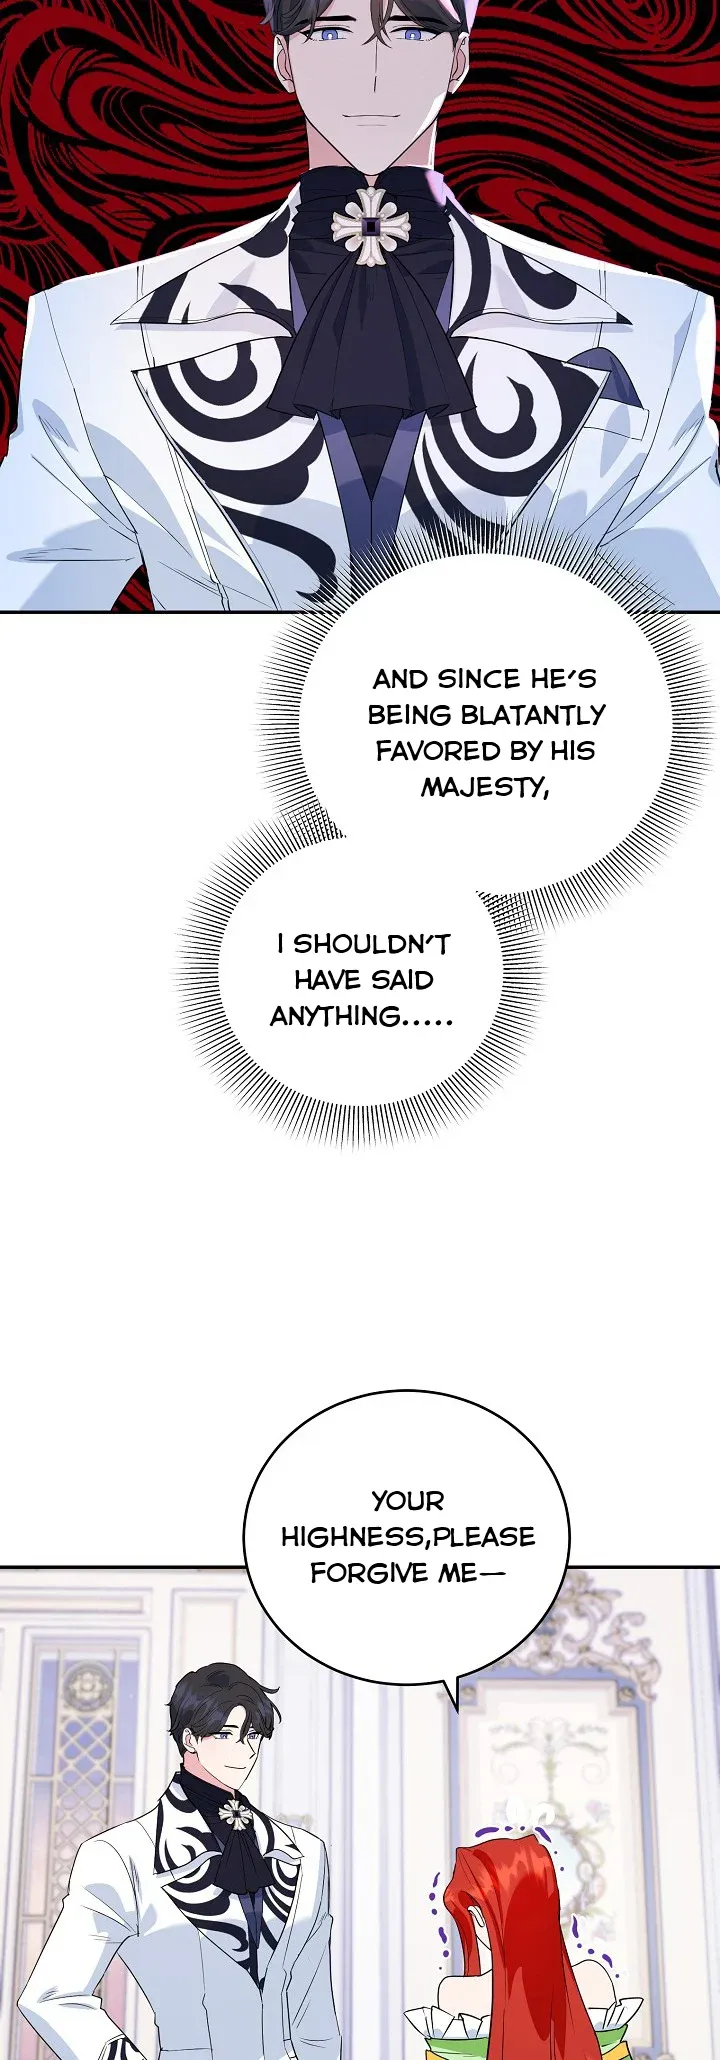 AND SINCE HE'S
BEING BLATANTLY
FAVORED BY HIS
MAJESTY,
I SHOULDN'T
HAVE SAID
ANYTHING.....
YOUR
HIGHNESS,PLEASE
FORGIVE ME—